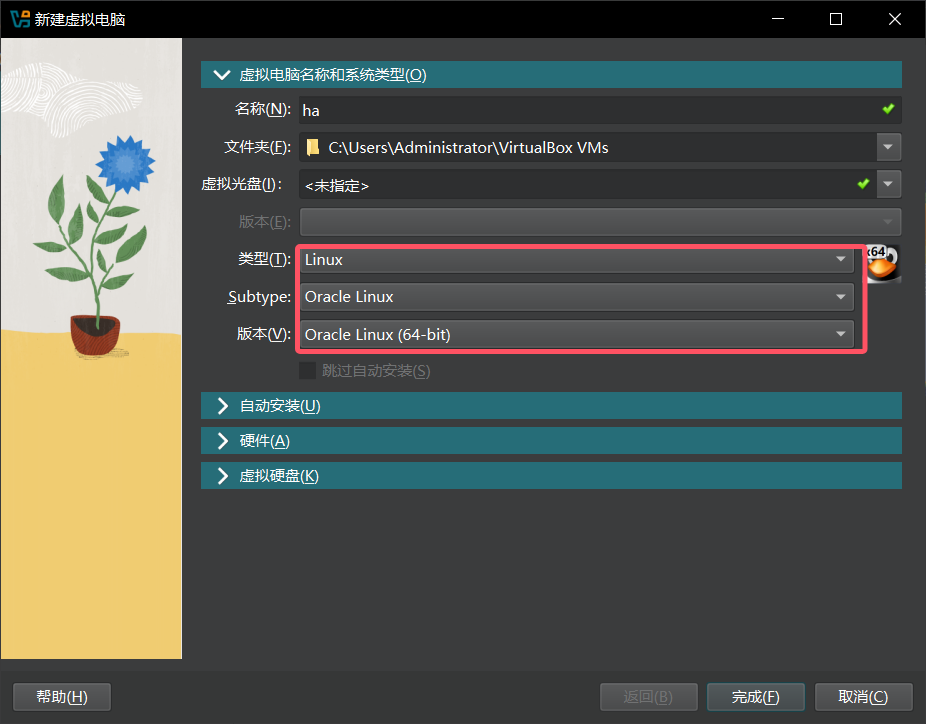 新建虚拟电脑
虚拟电脑名称和系统类型(O)
名称(N): ha
文件夹(F): C:\Users\Administrator\VirtualBox VMs
虚拟光盘(I): <未指定>
版本(E):
类型(T): Linux
x64
Subtype: Oracle Linux
版本(V): Oracle Linux (64-bit)
跳过自动安装(S)
自动安装(U)
硬件(A)
虚拟硬盘(K)
帮助(H) 返回(B) 完成(F) 取消(C)